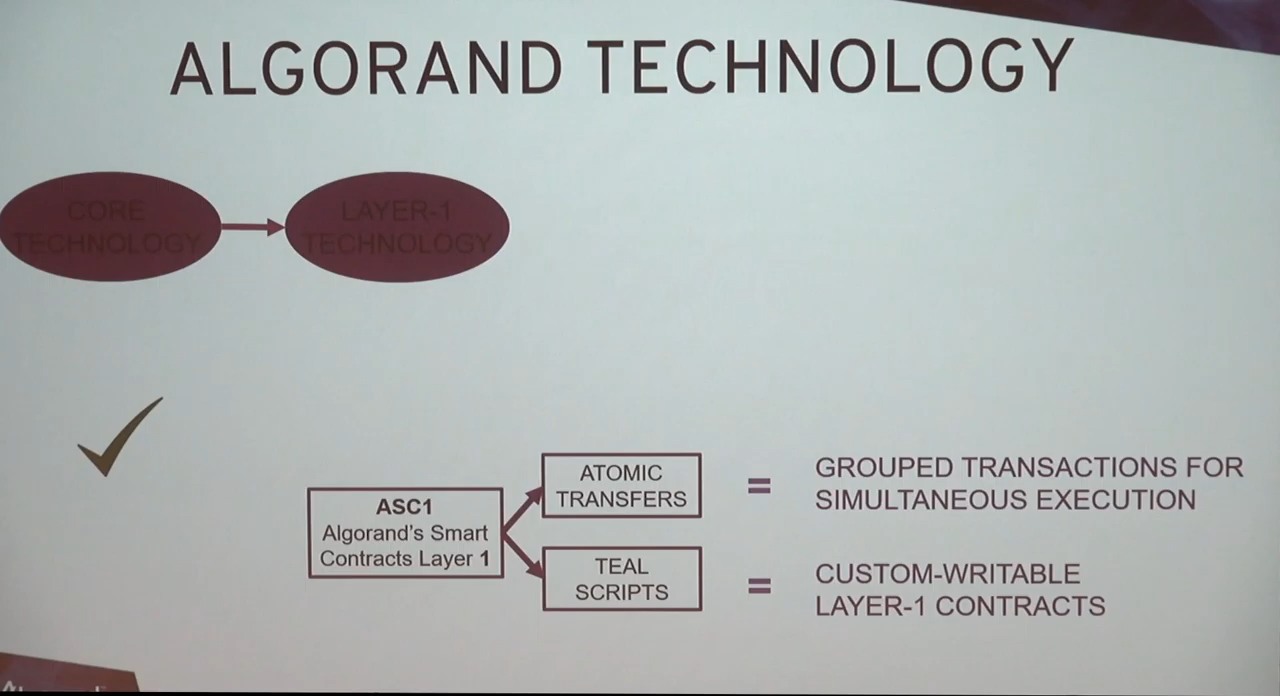 ALGORAND TECHNOLOGY
CORE
TECHNOLOGY
LAYER-1
TECHNOLOGY
ASC1
Algorand's Smart
Contracts Layer 1
ATOMIC
TRANSFERS
=
GROUPED TRANSACTIONS FOR
SIMULTANEOUS EXECUTION
TEAL
SCRIPTS
=
CUSTOM-WRITABLE
LAYER-1 CONTRACTS